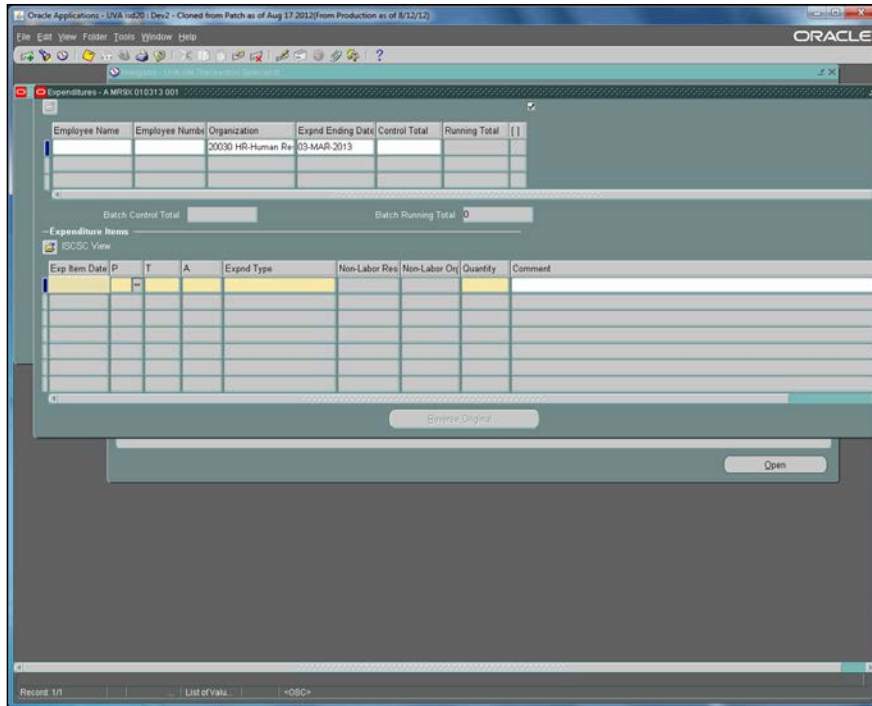 Oracle Applications - UVA isd20 : Dev2 - Cloned from Patch as of Aug 17 2012(From Production as of 8/12/12)
File Edit View Folder Tools Window Help
ORACLE
Expenditures - A MR9X 010313 001
Employee Name Employee Numbe Organization Expnd Ending Date Control Total Running Total [ ]
20030 HR-Human Re 03-MAR-2013
Batch Control Total Batch Running Total 0
Expenditure Items
ISCSC View
Exp Item Date P T A Expnd Type Non-Labor Res Non-Labor Org Quantity Comment
Reverse Original
Open
Record: 1/1 ... List of Valu... <OSC>